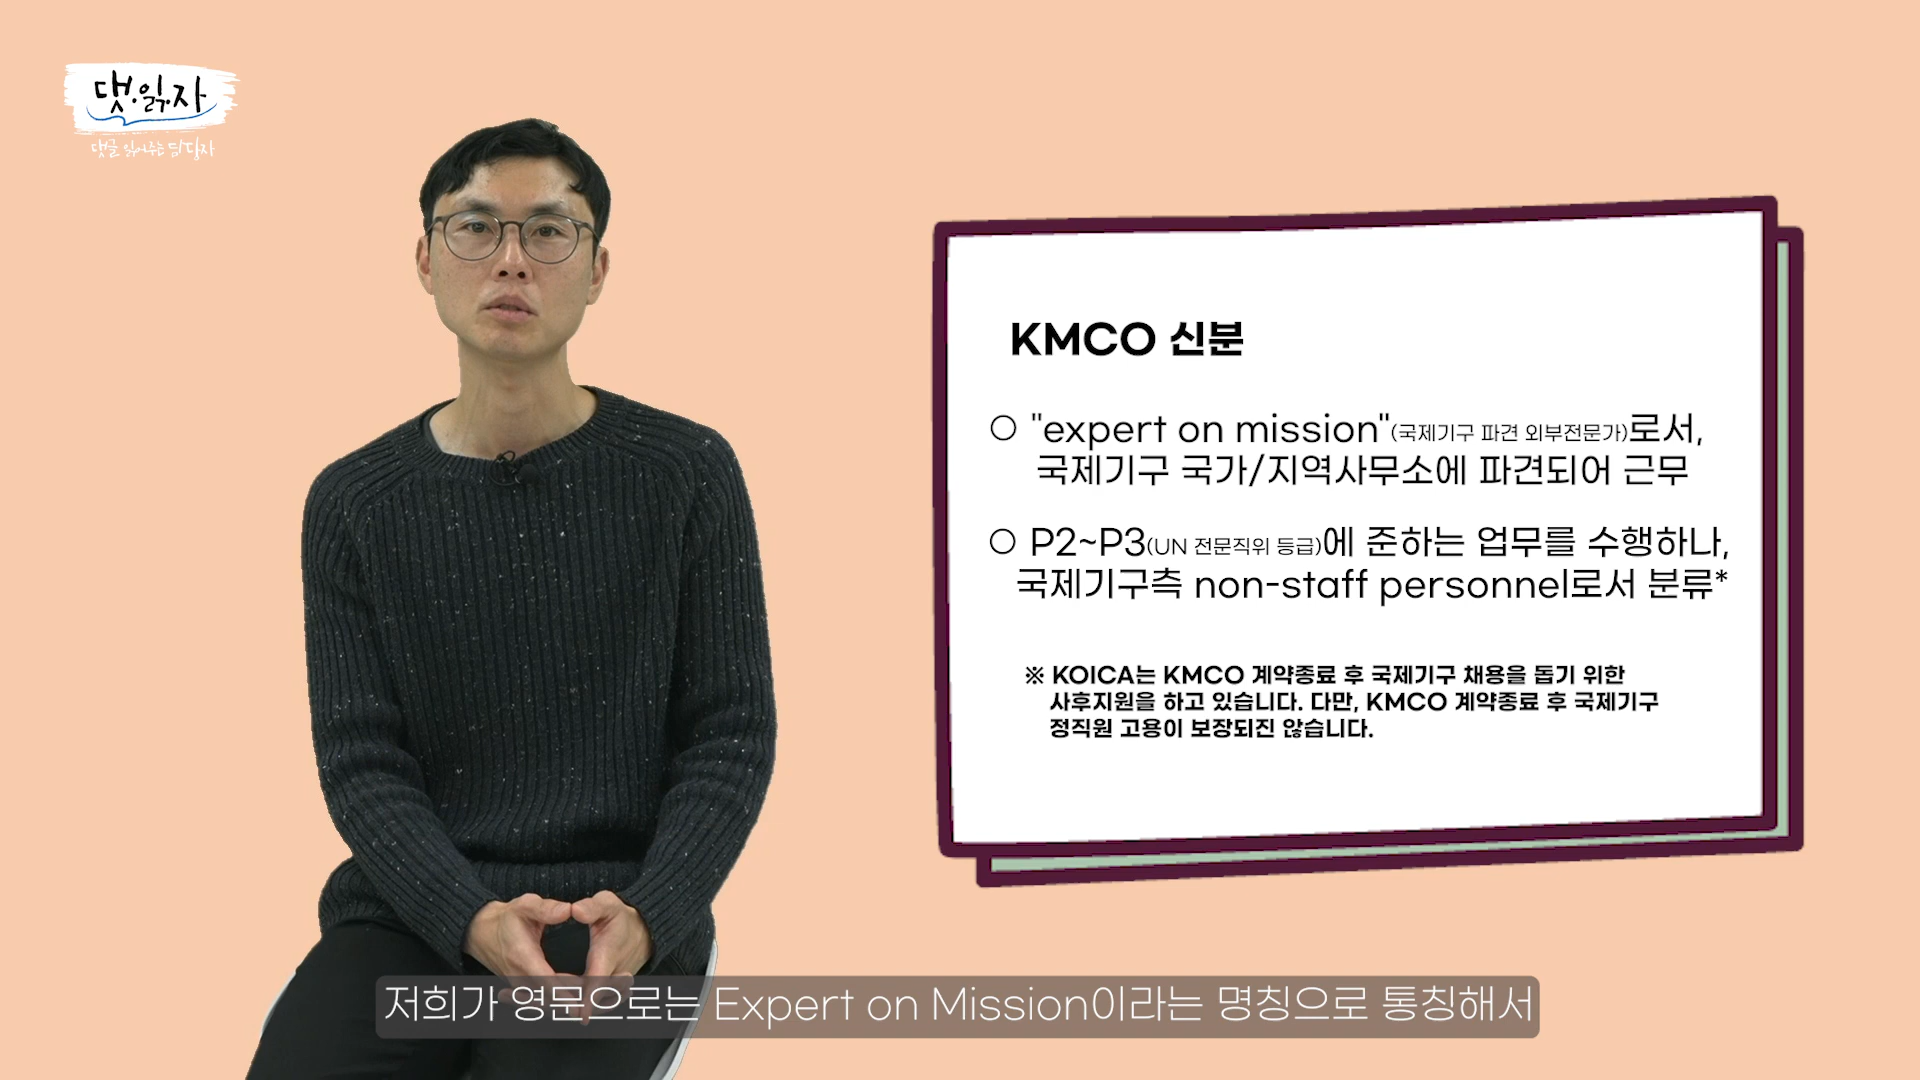 댓.읽.자
댓글 읽어주는 담당자
KMCO 신분
○ "expert on mission"(국제기구 파견 외부전문가)로서,
국제기구 국가/지역사무소에 파견되어 근무
○ P2~P3(UN 전문직위 등급)에 준하는 업무를 수행하나,
국제기구측 non-staff personnel로서 분류*
※ KOICA는 KMCO 계약종료 후 국제기구 채용을 돕기 위한
사후지원을 하고 있습니다. 다만, KMCO 계약종료 후 국제기구
정직원 고용이 보장되진 않습니다.
저희가 영문으로는 Expert on Mission이라는 명칭으로 통칭해서